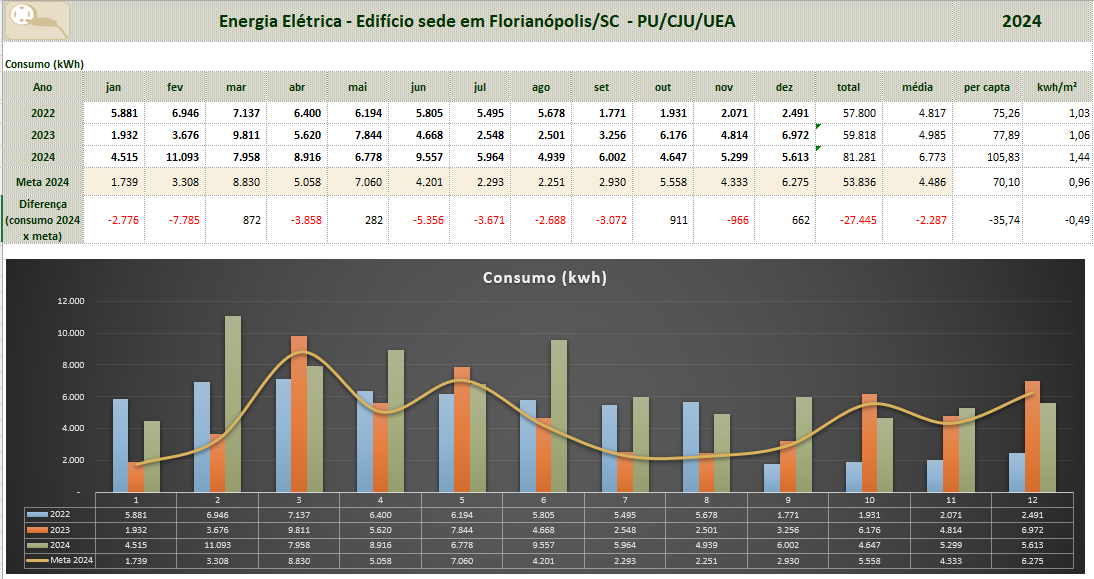 Energia Elétrica - Edifício sede em Florianópolis/SC - PU/CJU/UEA 2024
Consumo (kWh)
Ano jan fev mar abr mai jun jul ago set out nov dez total média per capta kwh/m²
2022 5.881 6.946 7.137 6.400 6.194 5.805 5.495 5.678 1.771 1.931 2.071 2.491 57.800 4.817 75,26 1,03
2023 1.932 3.676 9.811 5.620 7.844 4.668 2.548 2.501 3.256 6.176 4.814 6.972 59.818 4.985 77,89 1,06
2024 4.515 11.093 7.958 8.916 6.778 9.557 5.964 4.939 6.002 4.647 5.299 5.613 81.281 6.773 105,83 1,44
Meta 2024 1.739 3.308 8.830 5.058 7.060 4.201 2.293 2.251 2.930 5.558 4.333 6.275 53.836 4.486 70,10 0,96
Diferença
(consumo 2024 -2.776 -7.785 872 -3.858 282 -5.356 -3.671 -2.688 -3.072 911 -966 662 -27.445 -2.287 -35,74 -0,49
x meta)
Consumo (kwh)
12.000
10.000
8.000
6.000
4.000
2.000
-
1 2 3 4 5 6 7 8 9 10 11 12
2022 5.881 6.946 7.137 6.400 6.194 5.805 5.495 5.678 1.771 1.931 2.071 2.491
2023 1.932 3.676 9.811 5.620 7.844 4.668 2.548 2.501 3.256 6.176 4.814 6.972
2024 4.515 11.093 7.958 8.916 6.778 9.557 5.964 4.939 6.002 4.647 5.299 5.613
Meta 2024 1.739 3.308 8.830 5.058 7.060 4.201 2.293 2.251 2.930 5.558 4.333 6.275